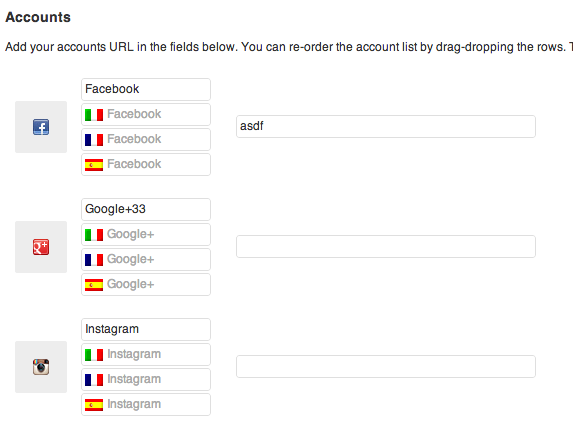 Accounts
Add your accounts URL in the fields below. You can re-order the account list by drag-dropping the rows.
Facebook
Facebook
asdf
Facebook
Facebook
Google+33
Google+
Google+
Google+
Instagram
Instagram
Instagram
Instagram